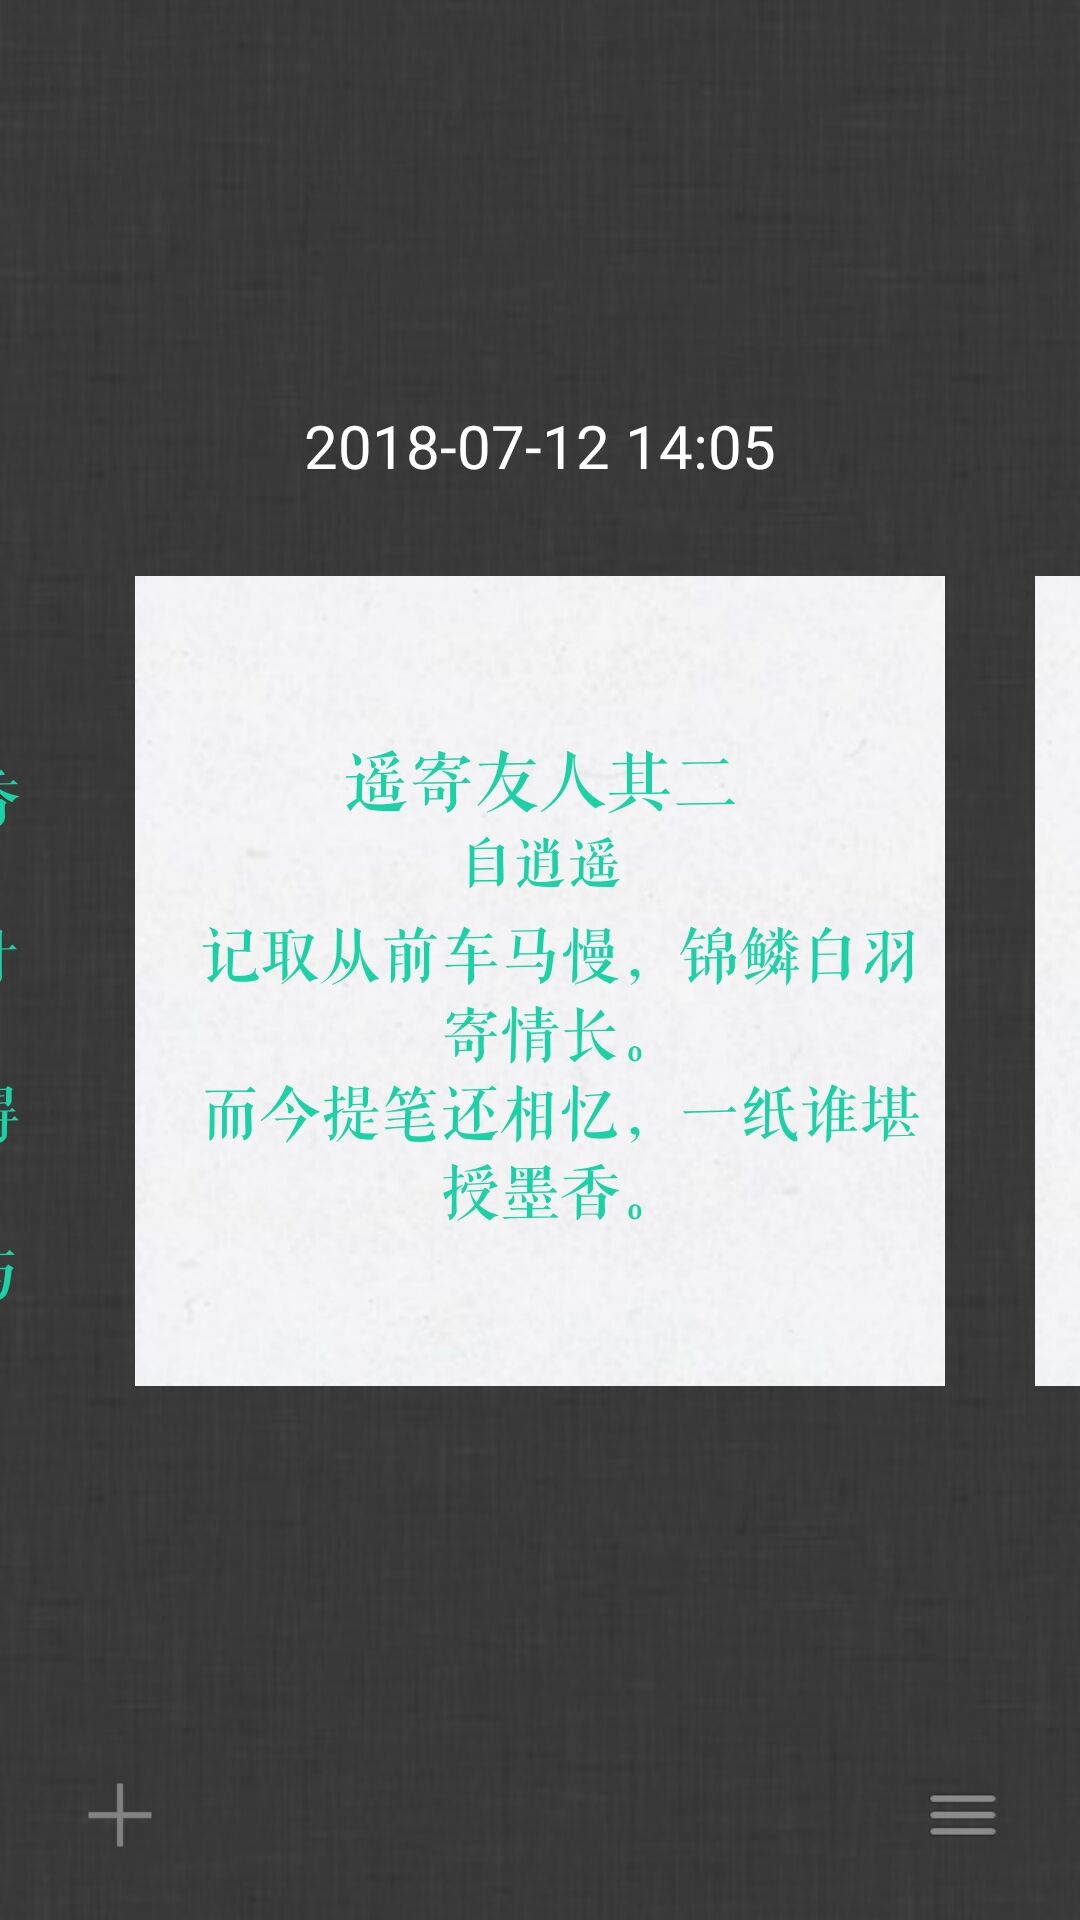 2018-07-12 14:05
遥寄友人其二
自逍遥
记取从前车马慢，锦鳞白羽
寄情长。
而今提笔还相忆，一纸谁堪
授墨香。
香